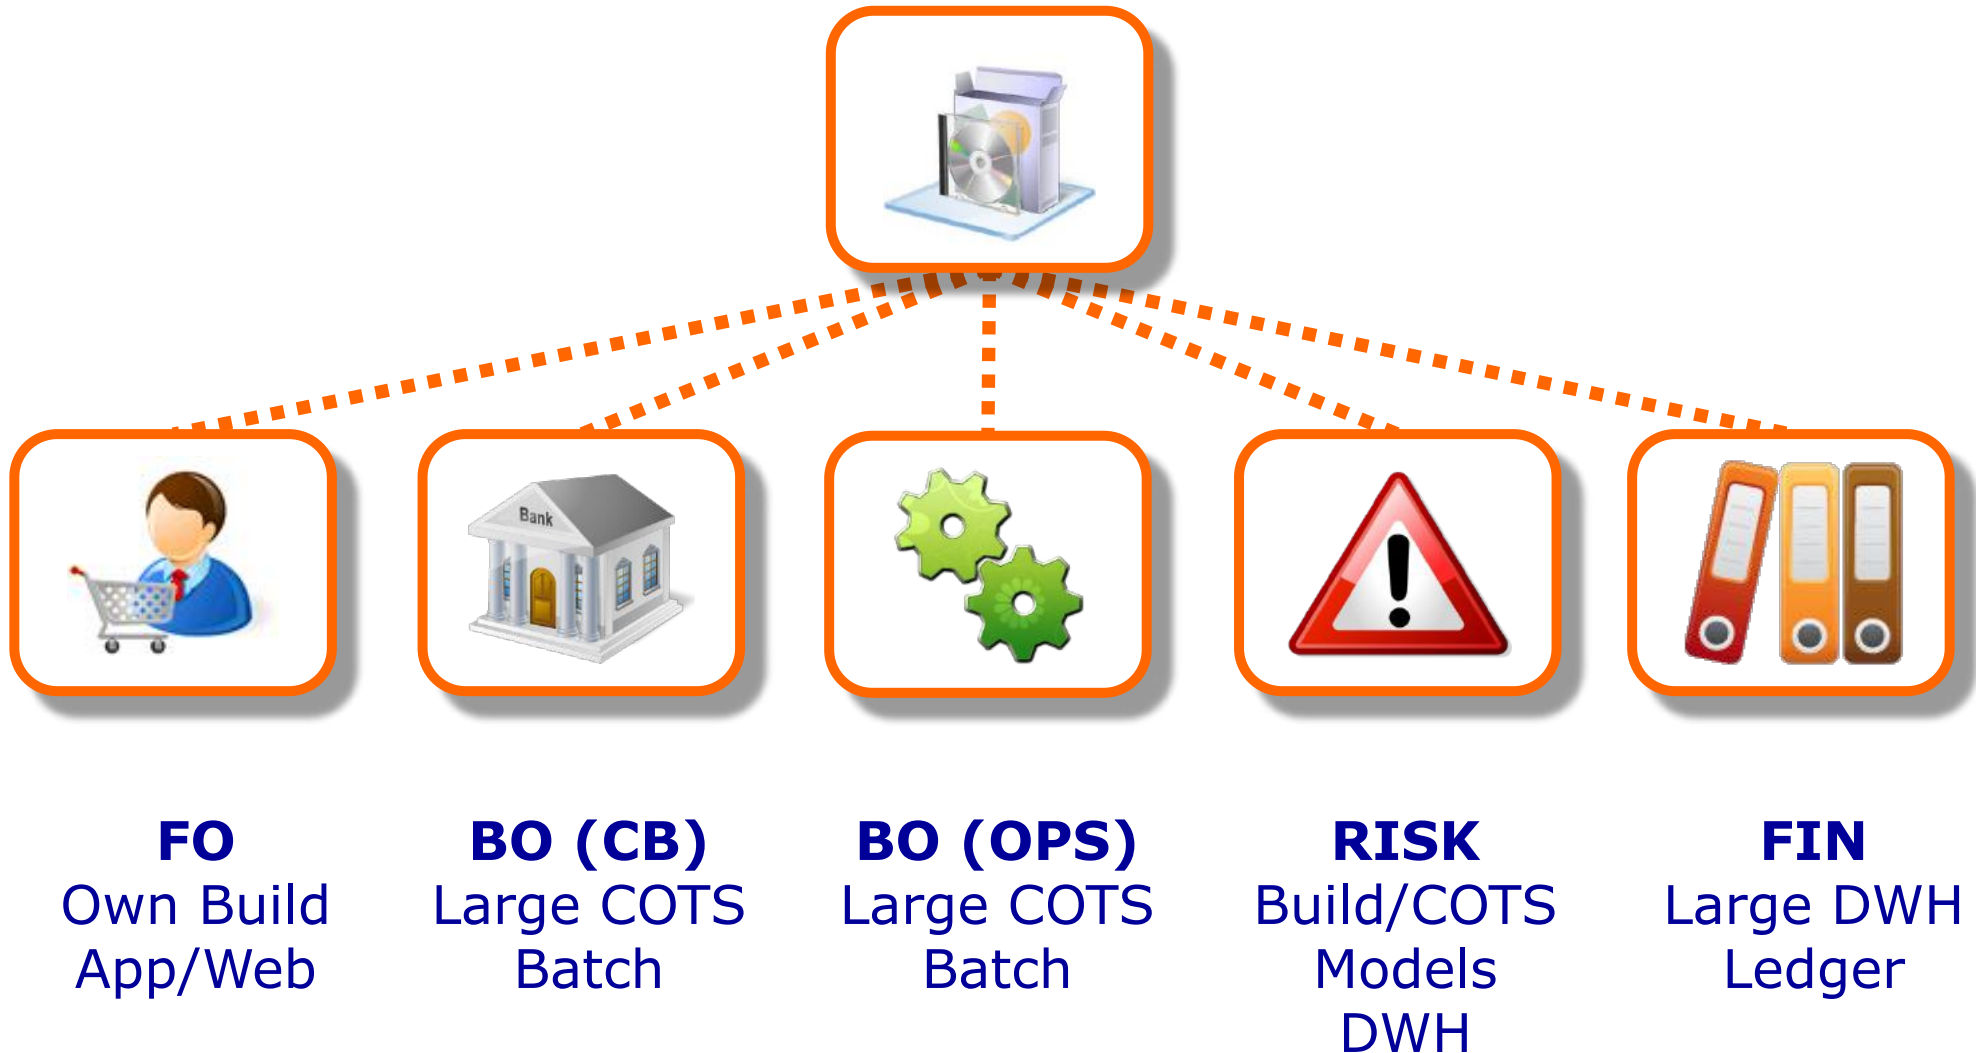 Bank
FO
Own Build
App/Web
BO (CB)
Large COTS
Batch
BO (OPS)
Large COTS
Batch
RISK
Build/COTS
Models
DWH
FIN
Large DWH
Ledger